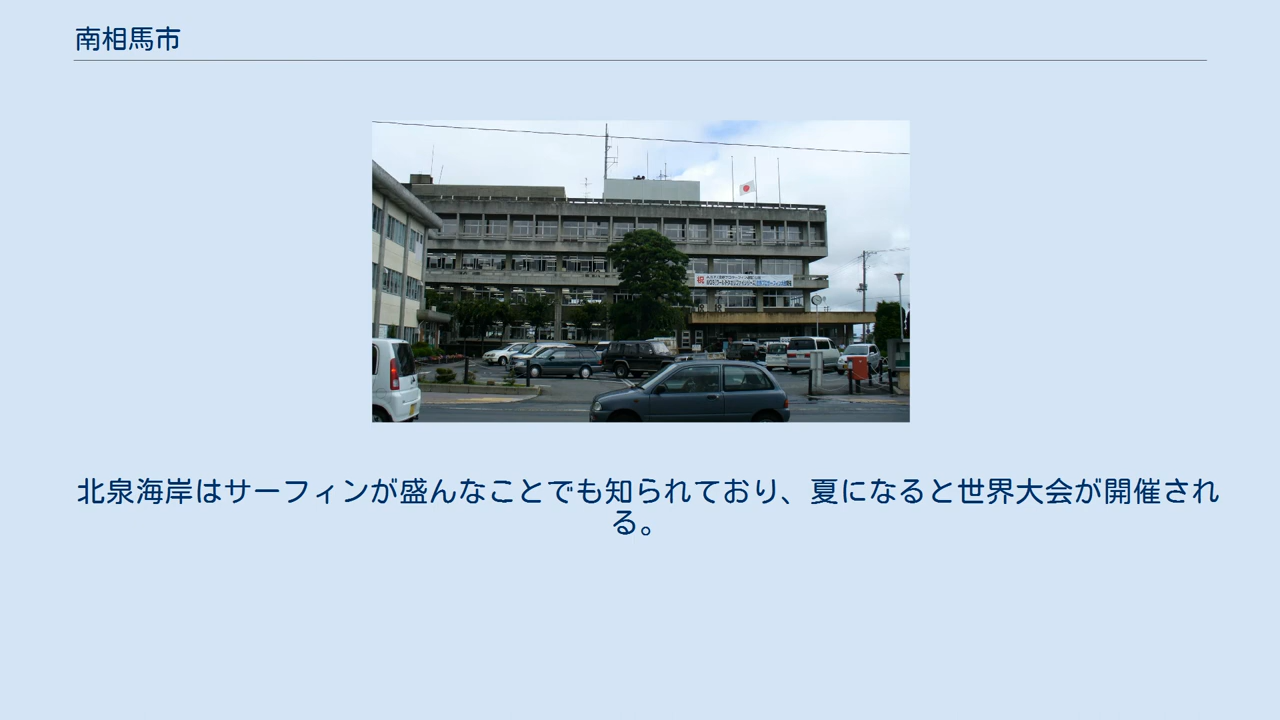 南相馬市
祝
北泉海岸はサーフィンが盛んなことでも知られており、夏になると世界大会が開催され
る。